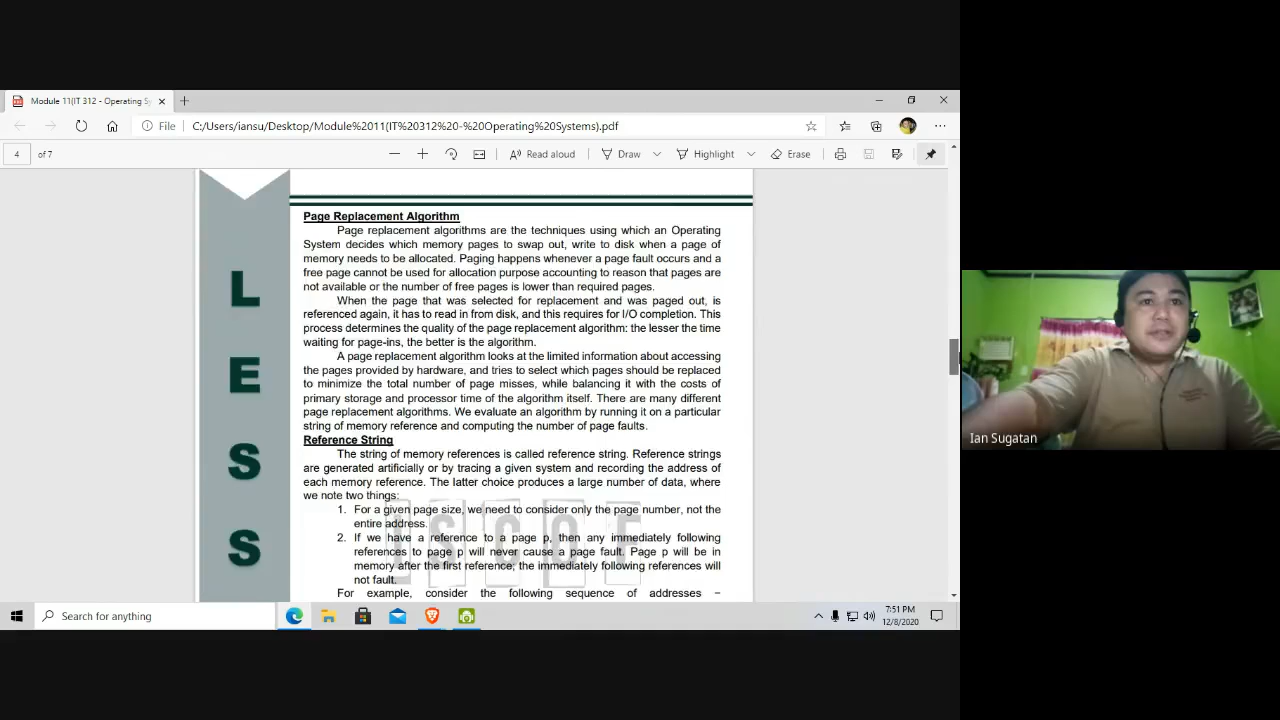 Module 11(IT 312 - Operating Sy
File
C:/Users/iansu/Desktop/Module%2011(IT%20312%20-%20Operating%20Systems).pdf
4 of 7
Read aloud
Draw
Highlight
Erase
L
E
S
S
Page Replacement Algorithm
Page replacement algorithms are the techniques using which an Operating
System decides which memory pages to swap out, write to disk when a page of
memory needs to be allocated. Paging happens whenever a page fault occurs and a
free page cannot be used for allocation purpose accounting to reason that pages are
not available or the number of free pages is lower than required pages.
When the page that was selected for replacement and was paged out, is
referenced again, it has to read in from disk, and this requires for I/O completion. This
process determines the quality of the page replacement algorithm: the lesser the time
waiting for page-ins, the better is the algorithm.
A page replacement algorithm looks at the limited information about accessing
the pages provided by hardware, and tries to select which pages should be replaced
to minimize the total number of page misses, while balancing it with the costs of
primary storage and processor time of the algorithm itself. There are many different
page replacement algorithms. We evaluate an algorithm by running it on a particular
string of memory reference and computing the number of page faults.
Reference String
The string of memory references is called reference string. Reference strings
are generated artificially or by tracing a given system and recording the address of
each memory reference. The latter choice produces a large number of data, where
we note two things:
1. For a given page size, we need to consider only the page number, not the
entire address.
2. If we have a reference to a page p, then any immediately following
references to page p will never cause a page fault. Page p will be in
memory after the first reference; the immediately following references will
not fault.
For example, consider the following sequence of addresses –
ISCOF
Ian Sugatan
Search for anything
7:51 PM
12/8/2020